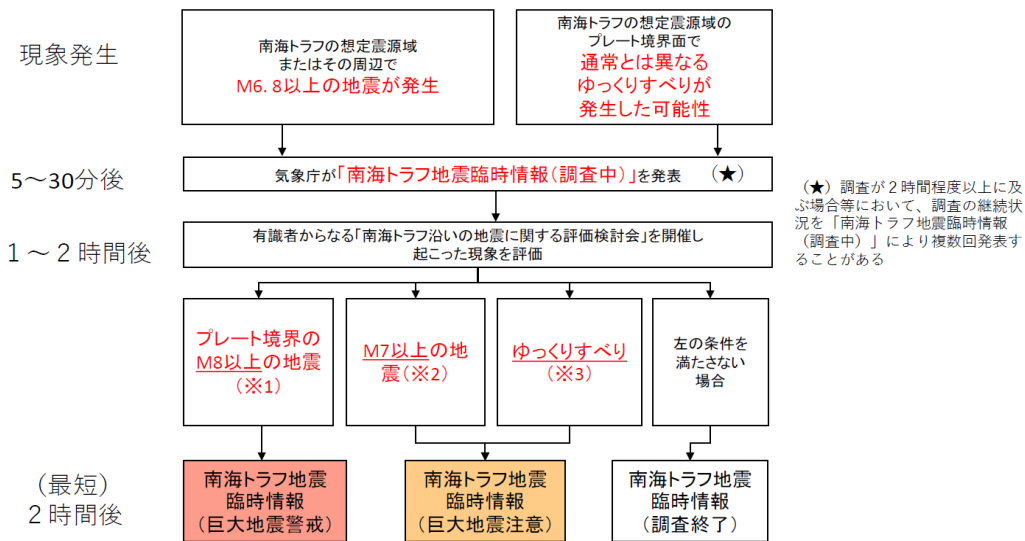 現象発生
南海トラフの想定震源域
またはその周辺で
M6.8以上の地震が発生
南海トラフの想定震源域の
プレート境界面で
通常とは異なる
ゆっくりすべりが
発生した可能性
5～30分後
気象庁が「南海トラフ地震臨時情報(調査中)」を発表 (★)
(★)調査が２時間程度以上に及
ぶ場合等において、調査の継続状
況を「南海トラフ地震臨時情報
(調査中)」により複数回発表す
ることがある
１～２時間後
有識者からなる「南海トラフ沿いの地震に関する評価検討会」を開催し
起こった現象を評価
プレート境界の
M8以上の地震
(※1)
M7以上の地
震(※2)
ゆっくりすべり
(※3)
左の条件を
満たさない
場合
(最短)
２時間後
南海トラフ地震
臨時情報
(巨大地震警戒)
南海トラフ地震
臨時情報
(巨大地震注意)
南海トラフ地震
臨時情報
(調査終了)